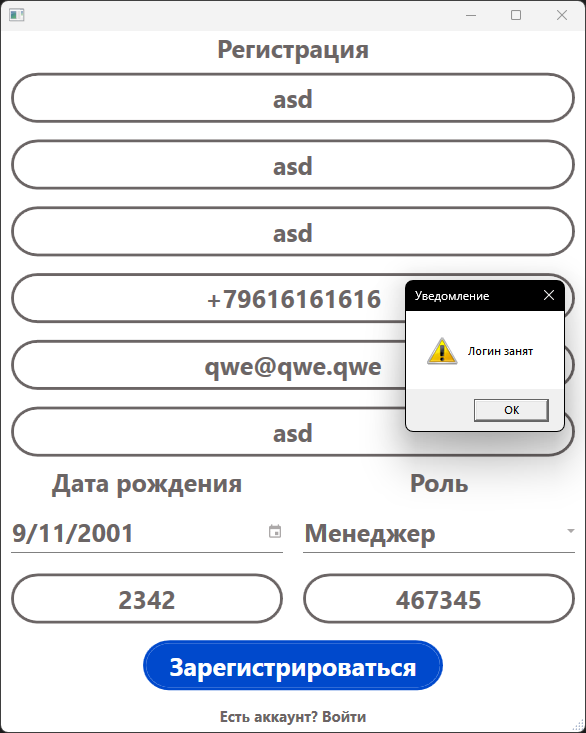 Регистрация
asd
asd
asd
+79616161616
Уведомление
Логин занят
OK
qwe@qwe.qwe
asd
Дата рождения
Роль
9/11/2001
Менеджер
2342
467345
Зарегистрироваться
Есть аккаунт? Войти